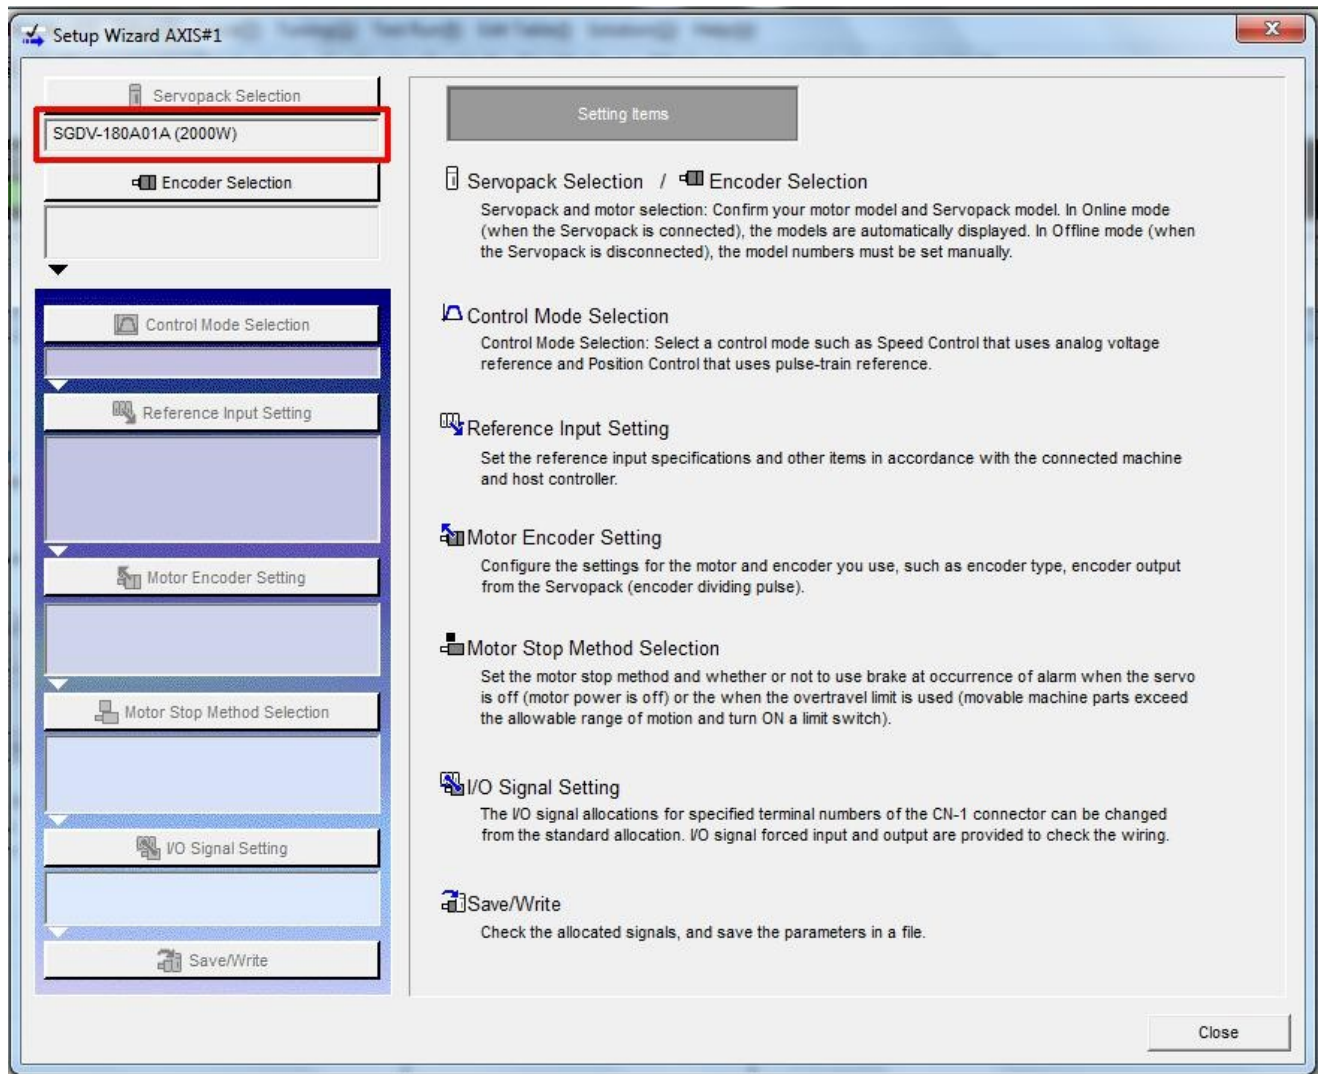 Setup Wizard AXIS#1
Servopack Selection
SGDV-180A01A (2000W)
Encoder Selection
Control Mode Selection
Reference Input Setting
Motor Encoder Setting
Motor Stop Method Selection
I/O Signal Setting
Save/Write
Setting Items
Servopack Selection / Encoder Selection
Servopack and motor selection: Confirm your motor model and Servopack model. In Online mode
(when the Servopack is connected), the models are automatically displayed. In Offline mode (when
the Servopack is disconnected), the model numbers must be set manually.
Control Mode Selection
Control Mode Selection: Select a control mode such as Speed Control that uses analog voltage
reference and Position Control that uses pulse-train reference.
Reference Input Setting
Set the reference input specifications and other items in accordance with the connected machine
and host controller.
Motor Encoder Setting
Configure the settings for the motor and encoder you use, such as encoder type, encoder output
from the Servopack (encoder dividing pulse).
Motor Stop Method Selection
Set the motor stop method and whether or not to use brake at occurrence of alarm when the servo
is off (motor power is off) or the when the overtravel limit is used (movable machine parts exceed
the allowable range of motion and turn ON a limit switch).
I/O Signal Setting
The I/O signal allocations for specified terminal numbers of the CN-1 connector can be changed
from the standard allocation. I/O signal forced input and output are provided to check the wiring.
Save/Write
Check the allocated signals, and save the parameters in a file.
Close